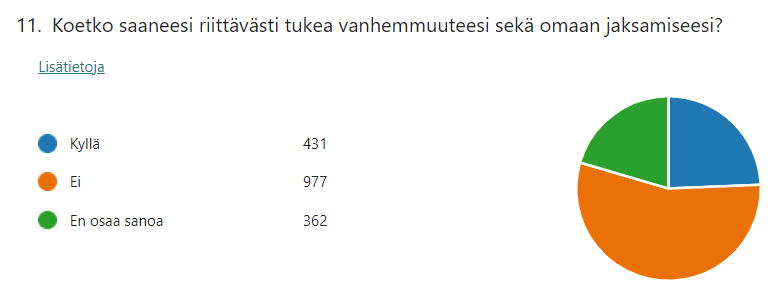 11. Koetko saaneesi riittävästi tukea vanhemmuuteesi sekä omaan jaksamiseesi?
Lisätietoja
Kyllä 431
Ei 977
En osaa sanoa 362